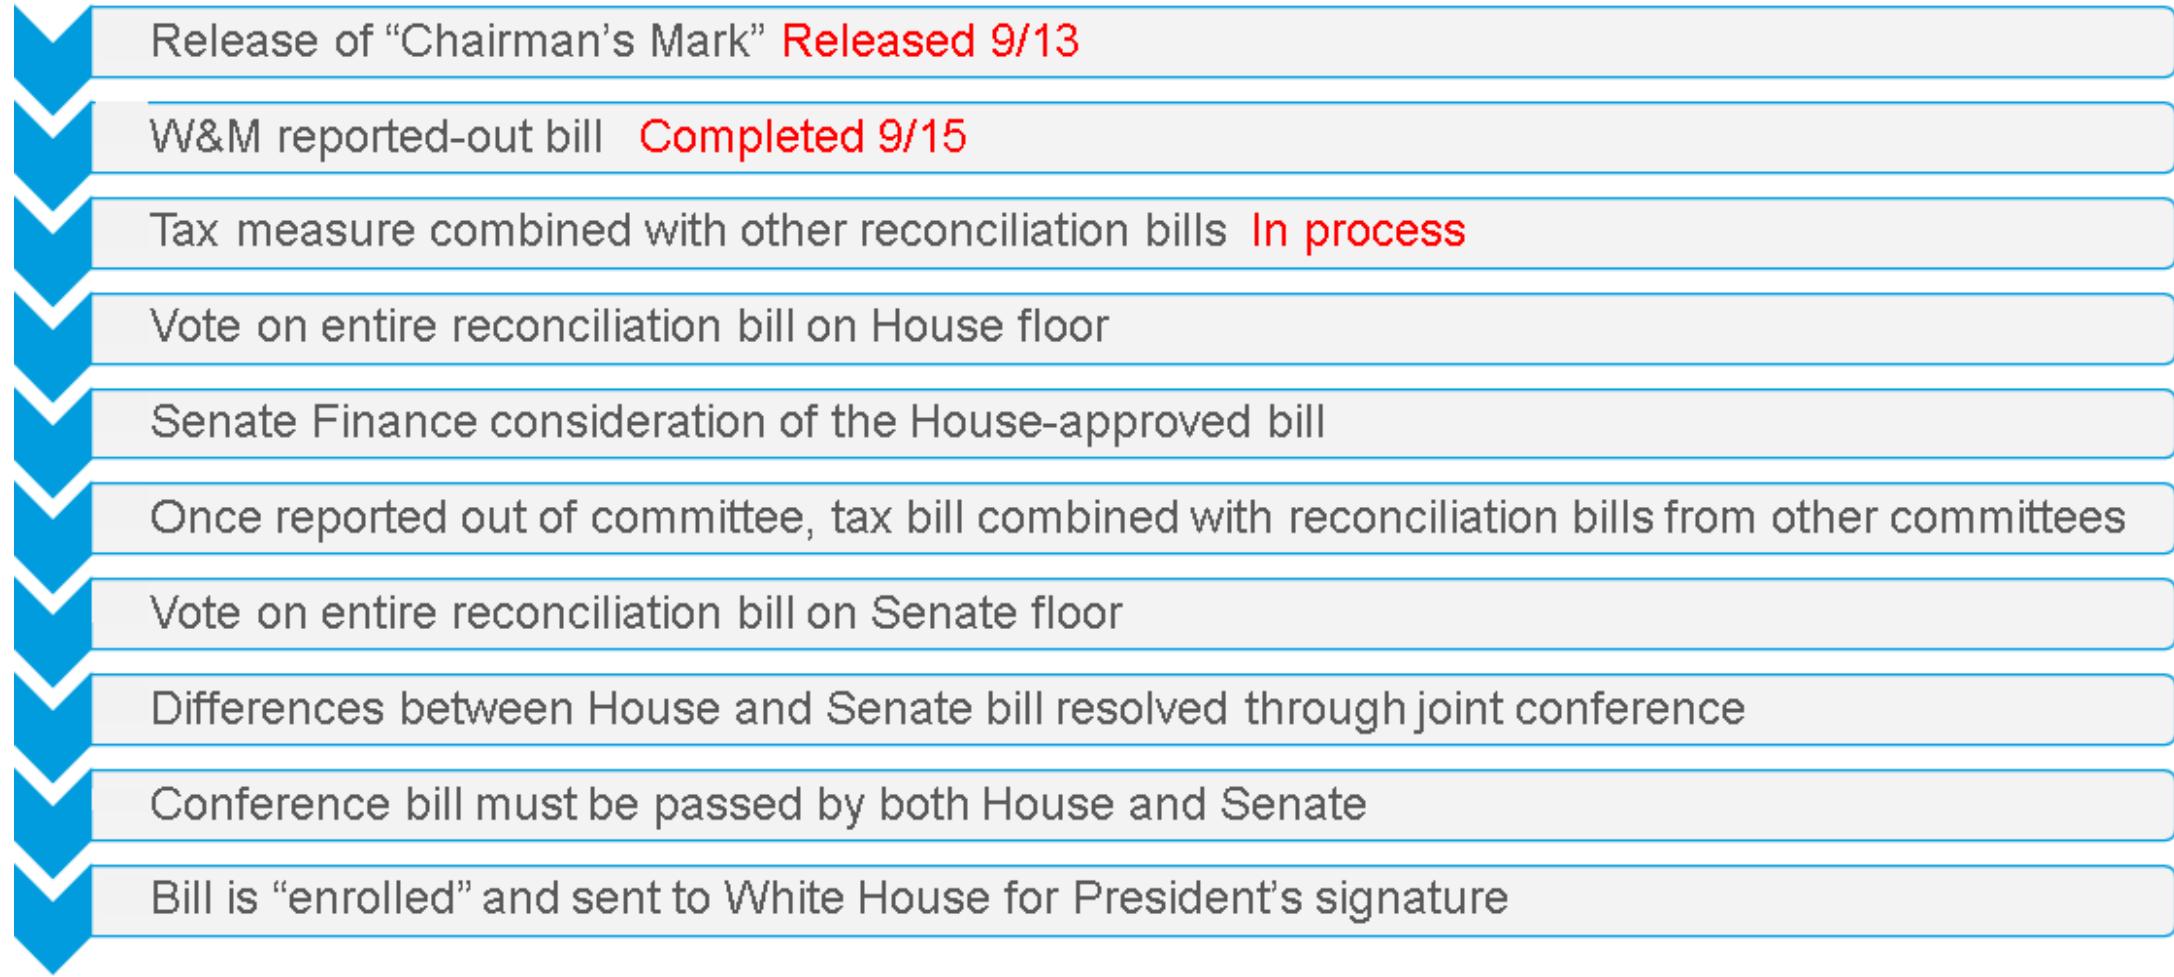 Release of “Chairman’s Mark” Released 9/13
W&M reported-out bill Completed 9/15
Tax measure combined with other reconciliation bills In process
Vote on entire reconciliation bill on House floor
Senate Finance consideration of the House-approved bill
Once reported out of committee, tax bill combined with reconciliation bills from other committees
Vote on entire reconciliation bill on Senate floor
Differences between House and Senate bill resolved through joint conference
Conference bill must be passed by both House and Senate
Bill is “enrolled” and sent to White House for President’s signature